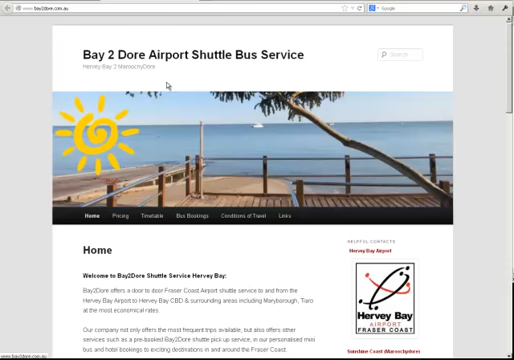 www.bay2dore.com.au
Google
Bay 2 Dore Airport Shuttle Bus Service
Hervey Bay 2 MaroochyDore
Search
Home Pricing Timetable Bus Bookings Conditions of Travel Links
Home
Welcome to Bay2Dore Shuttle Service Hervey Bay:
Bay2Dore offers a door to door Fraser Coast Airport shuttle service to and from the
Hervey Bay Airport to Hervey Bay CBD & surrounding areas including Maryborough, Tiaro
at the most economical rates.
Our company not only offers the most frequent trips available, but also offers other
services such as a pre-booked Bay2Dore shuttle pick up service, in our personalised mini
bus and hotel bookings to exciting destinations in and around the Fraser Coast.
HELPFUL CONTACTS
Hervey Bay Airport
Hervey Bay
AIRPORT
FRASER COAST
Sunshine Coast (Maroochydore)
www.bay2dore.com.au